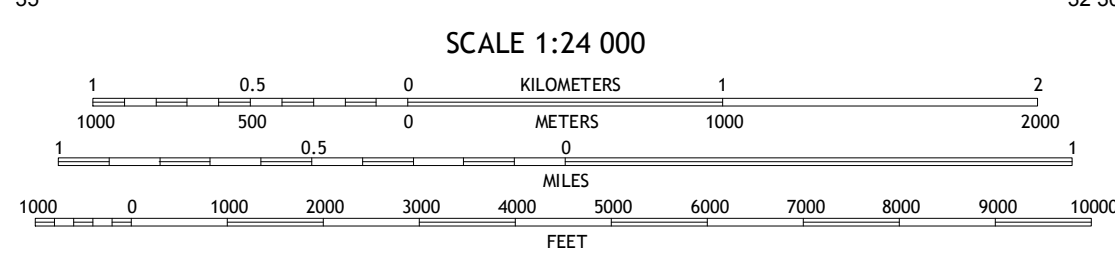 SCALE 1:24 000
1 0.5 0 KILOMETERS 1 2
1000 500 0 METERS 1000 2000
1 0.5 0 1
MILES
1000 0 1000 2000 3000 4000 5000 6000 7000 8000 9000 10000
FEET